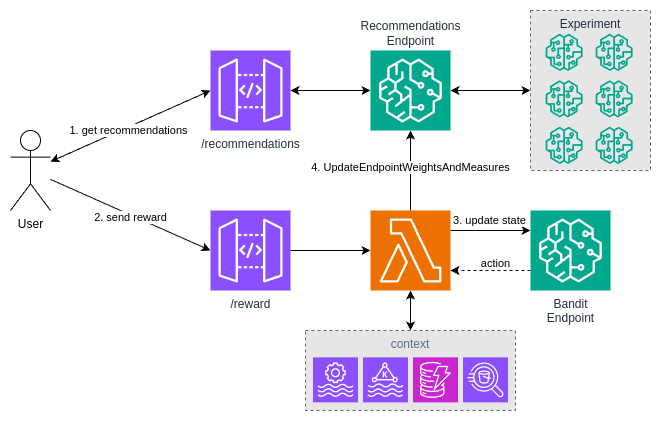 Recommendations
Endpoint
Experiment
1. get recommendations
/recommendations
4. UpdateEndpointWeightsAndMeasures
User
2. send reward
3. update state
action
/reward
Bandit
Endpoint
context
K